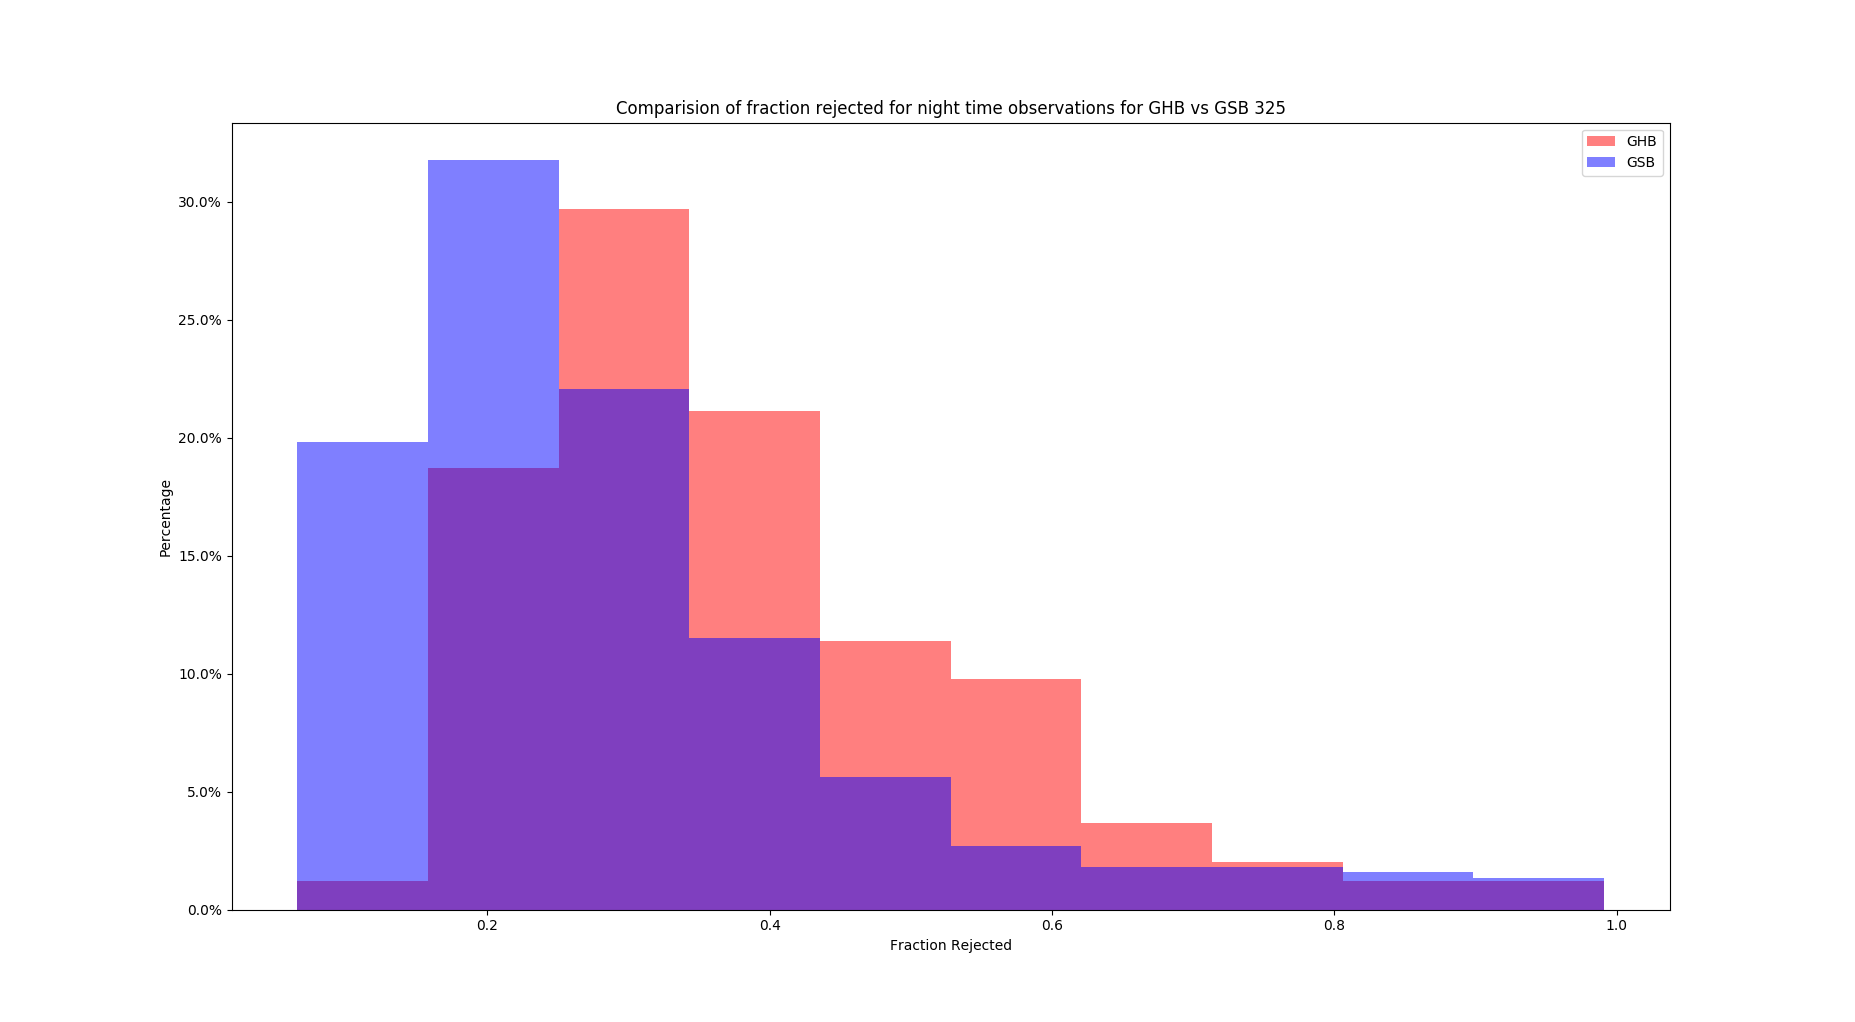 Comparision of fraction rejected for night time observations for GHB vs GSB 325
GHB
GSB
30.0%
25.0%
20.0%
15.0%
10.0%
5.0%
0.0%
Percentage
0.2 0.4 0.6 0.8 1.0
Fraction Rejected